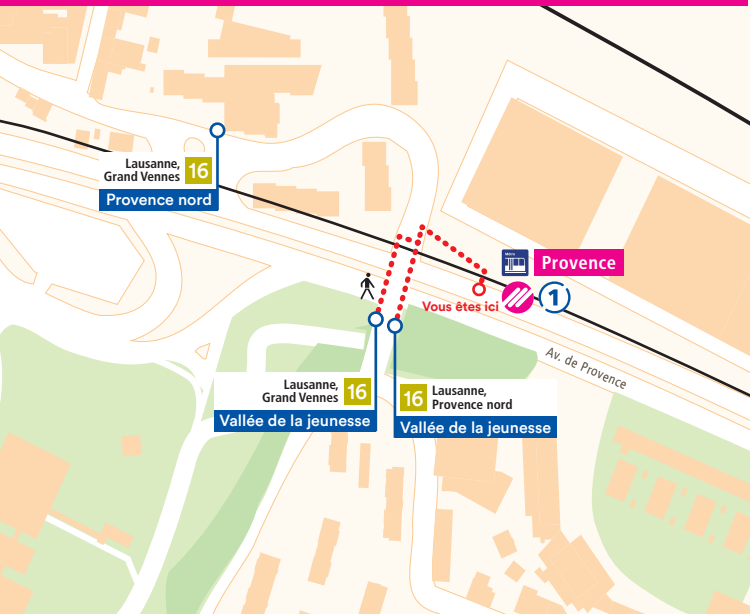 Lausanne,
Grand Vennes
16
Provence nord
Métro
Provence
1
Vous êtes ici
Av. de Provence
Lausanne,
Grand Vennes
16
Vallée de la jeunesse
16
Lausanne,
Provence nord
Vallée de la jeunesse